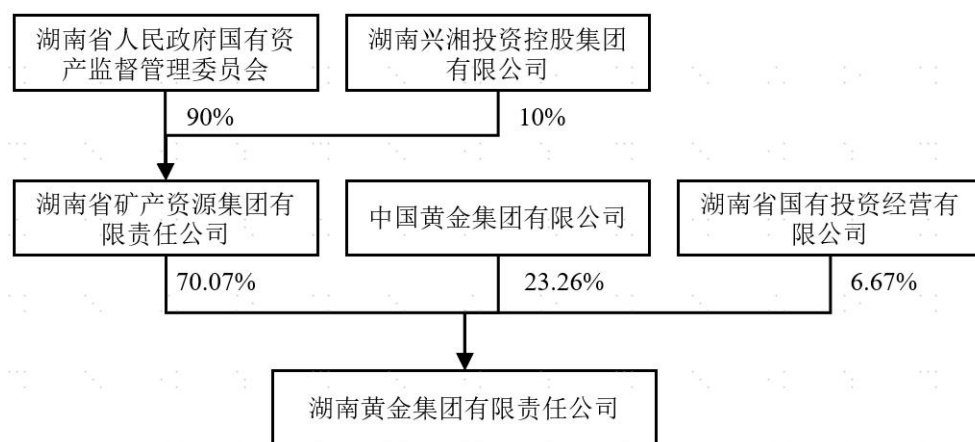 湖南省人民政府国有资
产监督管理委员会
湖南兴湘投资控股集团
有限公司
90%
10%
湖南省矿产资源集团有
限责任公司
中国黄金集团有限公司
湖南省国有投资经营有
限公司
70.07%
23.26%
6.67%
湖南黄金集团有限责任公司